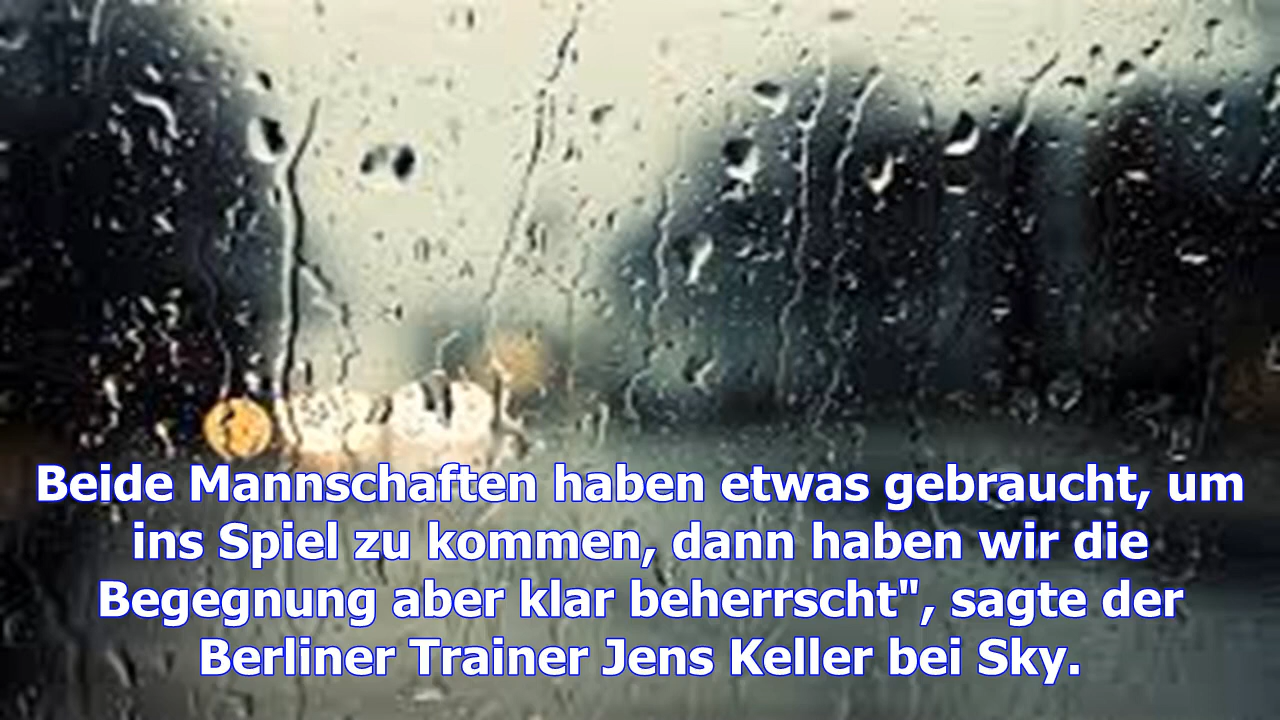 Beide Mannschaften haben etwas gebraucht, um
ins Spiel zu kommen, dann haben wir die
Begegnung aber klar beherrscht", sagte der
Berliner Trainer Jens Keller bei Sky.